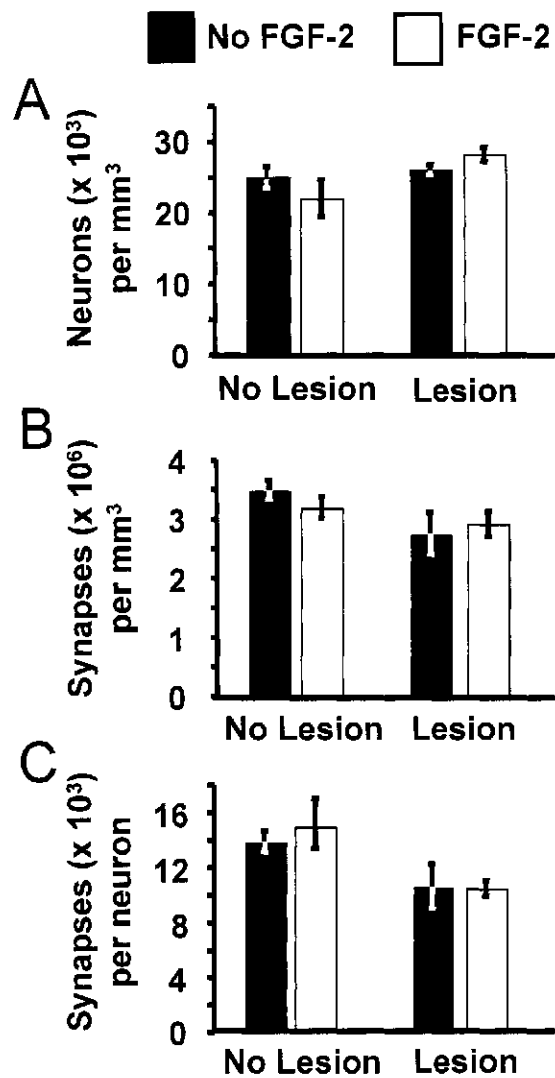 No FGF-2 FGF-2
A
Neurons (x 10³)
per mm³
30
20
10
0
No Lesion Lesion
B
Synapses (x 10⁶)
per mm³
4
3
2
1
0
No Lesion Lesion
C
Synapses (x 10³)
per neuron
16
12
8
4
0
No Lesion Lesion